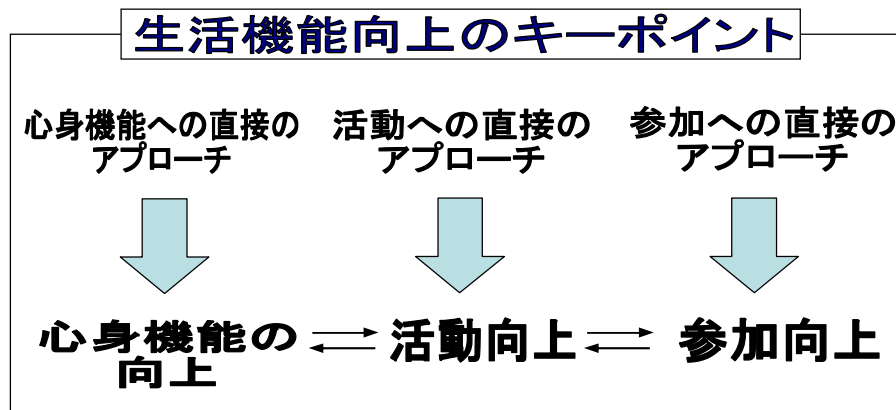 生活機能向上のキーポイント
心身機能への直接の
アプローチ
活動への直接の
アプローチ
参加への直接の
アプローチ
心身機能の
向上
活動向上
参加向上